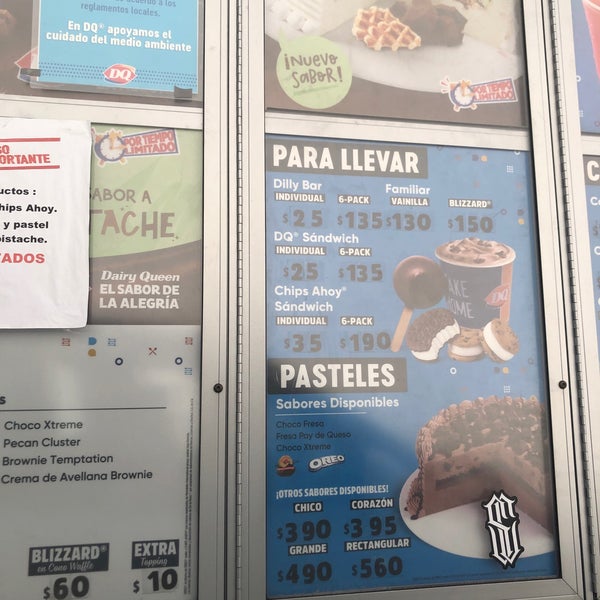 reglamentos locales.
En DQ® apoyamos el
cuidado del medio ambiente
DQ
PORTANTE
uctos :
hips Ahoy.
y pastel
pistache.
TADOS
POR TIEMPO
LIMITADO
SABOR A
TACHE
Dairy Queen
EL SABOR DE
LA ALEGRÍA
Choco Xtreme
Pecan Cluster
Brownie Temptation
Crema de Avellana Brownie
BLIZZARD®
en Cono Waffle
$60
EXTRA
Topping
$10
¡NUEVO
SABOR!
POR TIEMPO
LIMITADO
PARA LLEVAR
Dilly Bar
INDIVIDUAL 6-PACK
$25 $135
Familiar
VAINILLA BLIZZARD®
$130 $150
DQ® Sándwich
INDIVIDUAL 6-PACK
$25 $135
Chips Ahoy®
Sándwich
INDIVIDUAL 6-PACK
$35 $190
DQ
PASTELES
Sabores Disponibles
Choco Fresa
Fresa Pay de Queso
Choco Xtreme
OREO
¡OTROS SABORES DISPONIBLES!
CHICO CORAZÓN
$390 $395
GRANDE RECTANGULAR
$490 $560